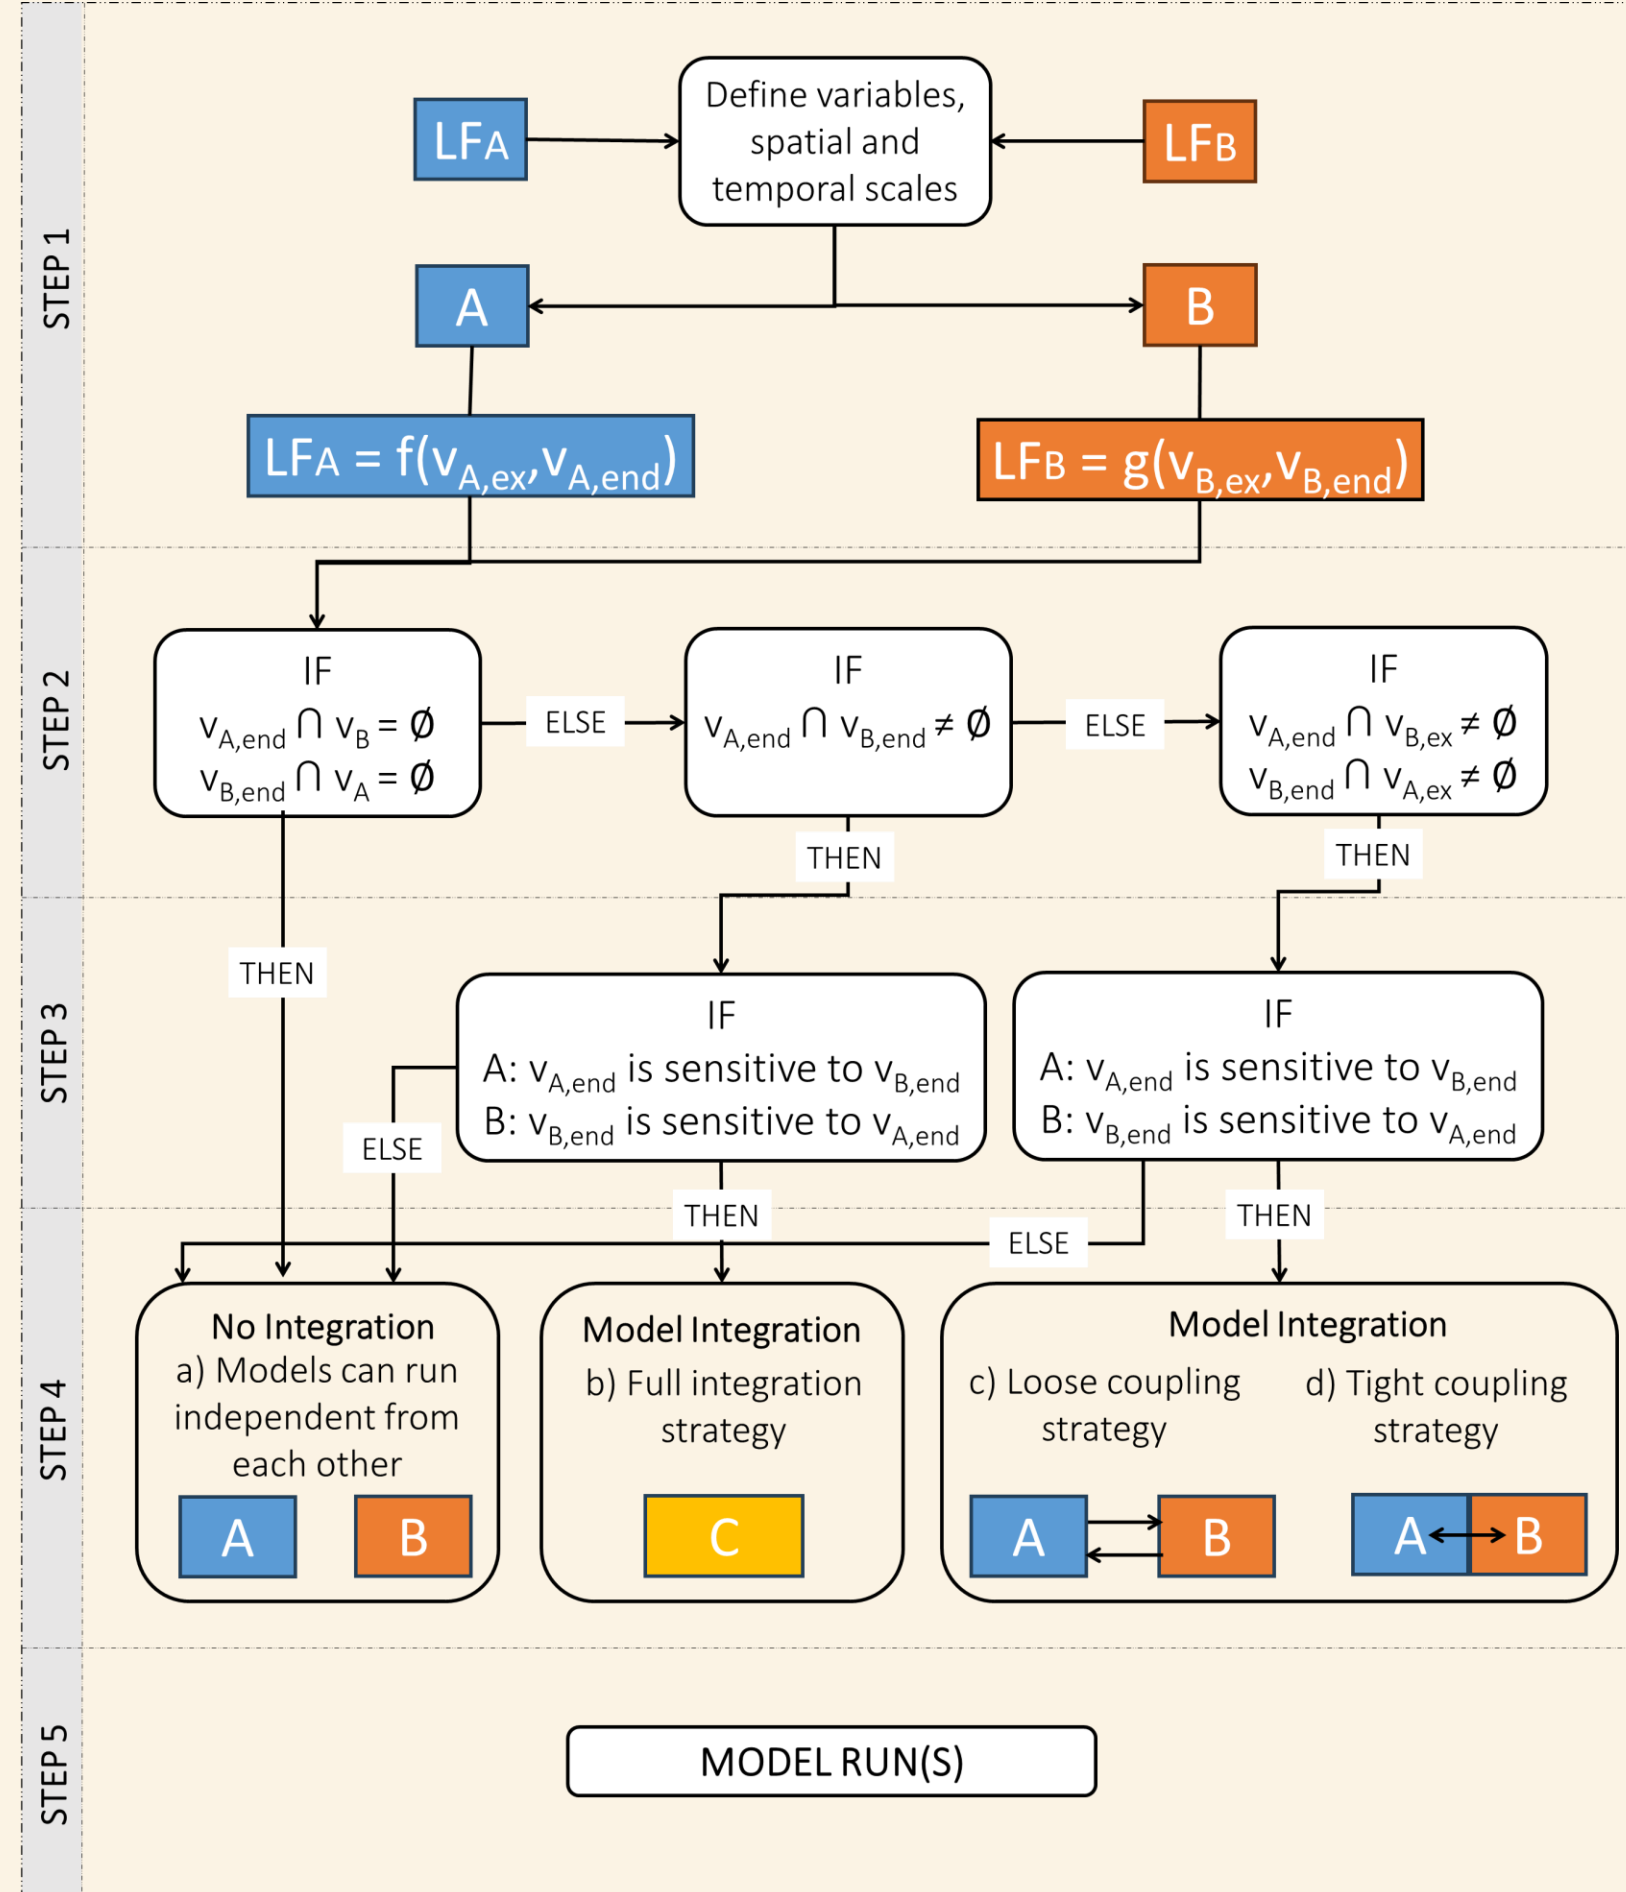 STEP 1
LFA
Define variables,
spatial and
temporal scales
LFB
A
B
LFA = f(vA,ex,vA,end)
LFB = g(vB,ex,vB,end)
STEP 2
IF
vA,end ⋂ vB = Ø
vB,end ⋂ vA = Ø
ELSE
IF
vA,end ⋂ vB,end ≠ Ø
ELSE
IF
vA,end ⋂ vB,ex ≠ Ø
vB,end ⋂ vA,ex ≠ Ø
THEN
THEN
STEP 3
THEN
IF
A: vA,end is sensitive to vB,end
B: vB,end is sensitive to vA,end
IF
A: vA,end is sensitive to vB,end
B: vB,end is sensitive to vA,end
ELSE
THEN
THEN
ELSE
STEP 4
No Integration
a) Models can run
independent from
each other
A
B
Model Integration
b) Full integration
strategy
C
Model Integration
c) Loose coupling
strategy
A
B
d) Tight coupling
strategy
A
B
STEP 5
MODEL RUN(S)